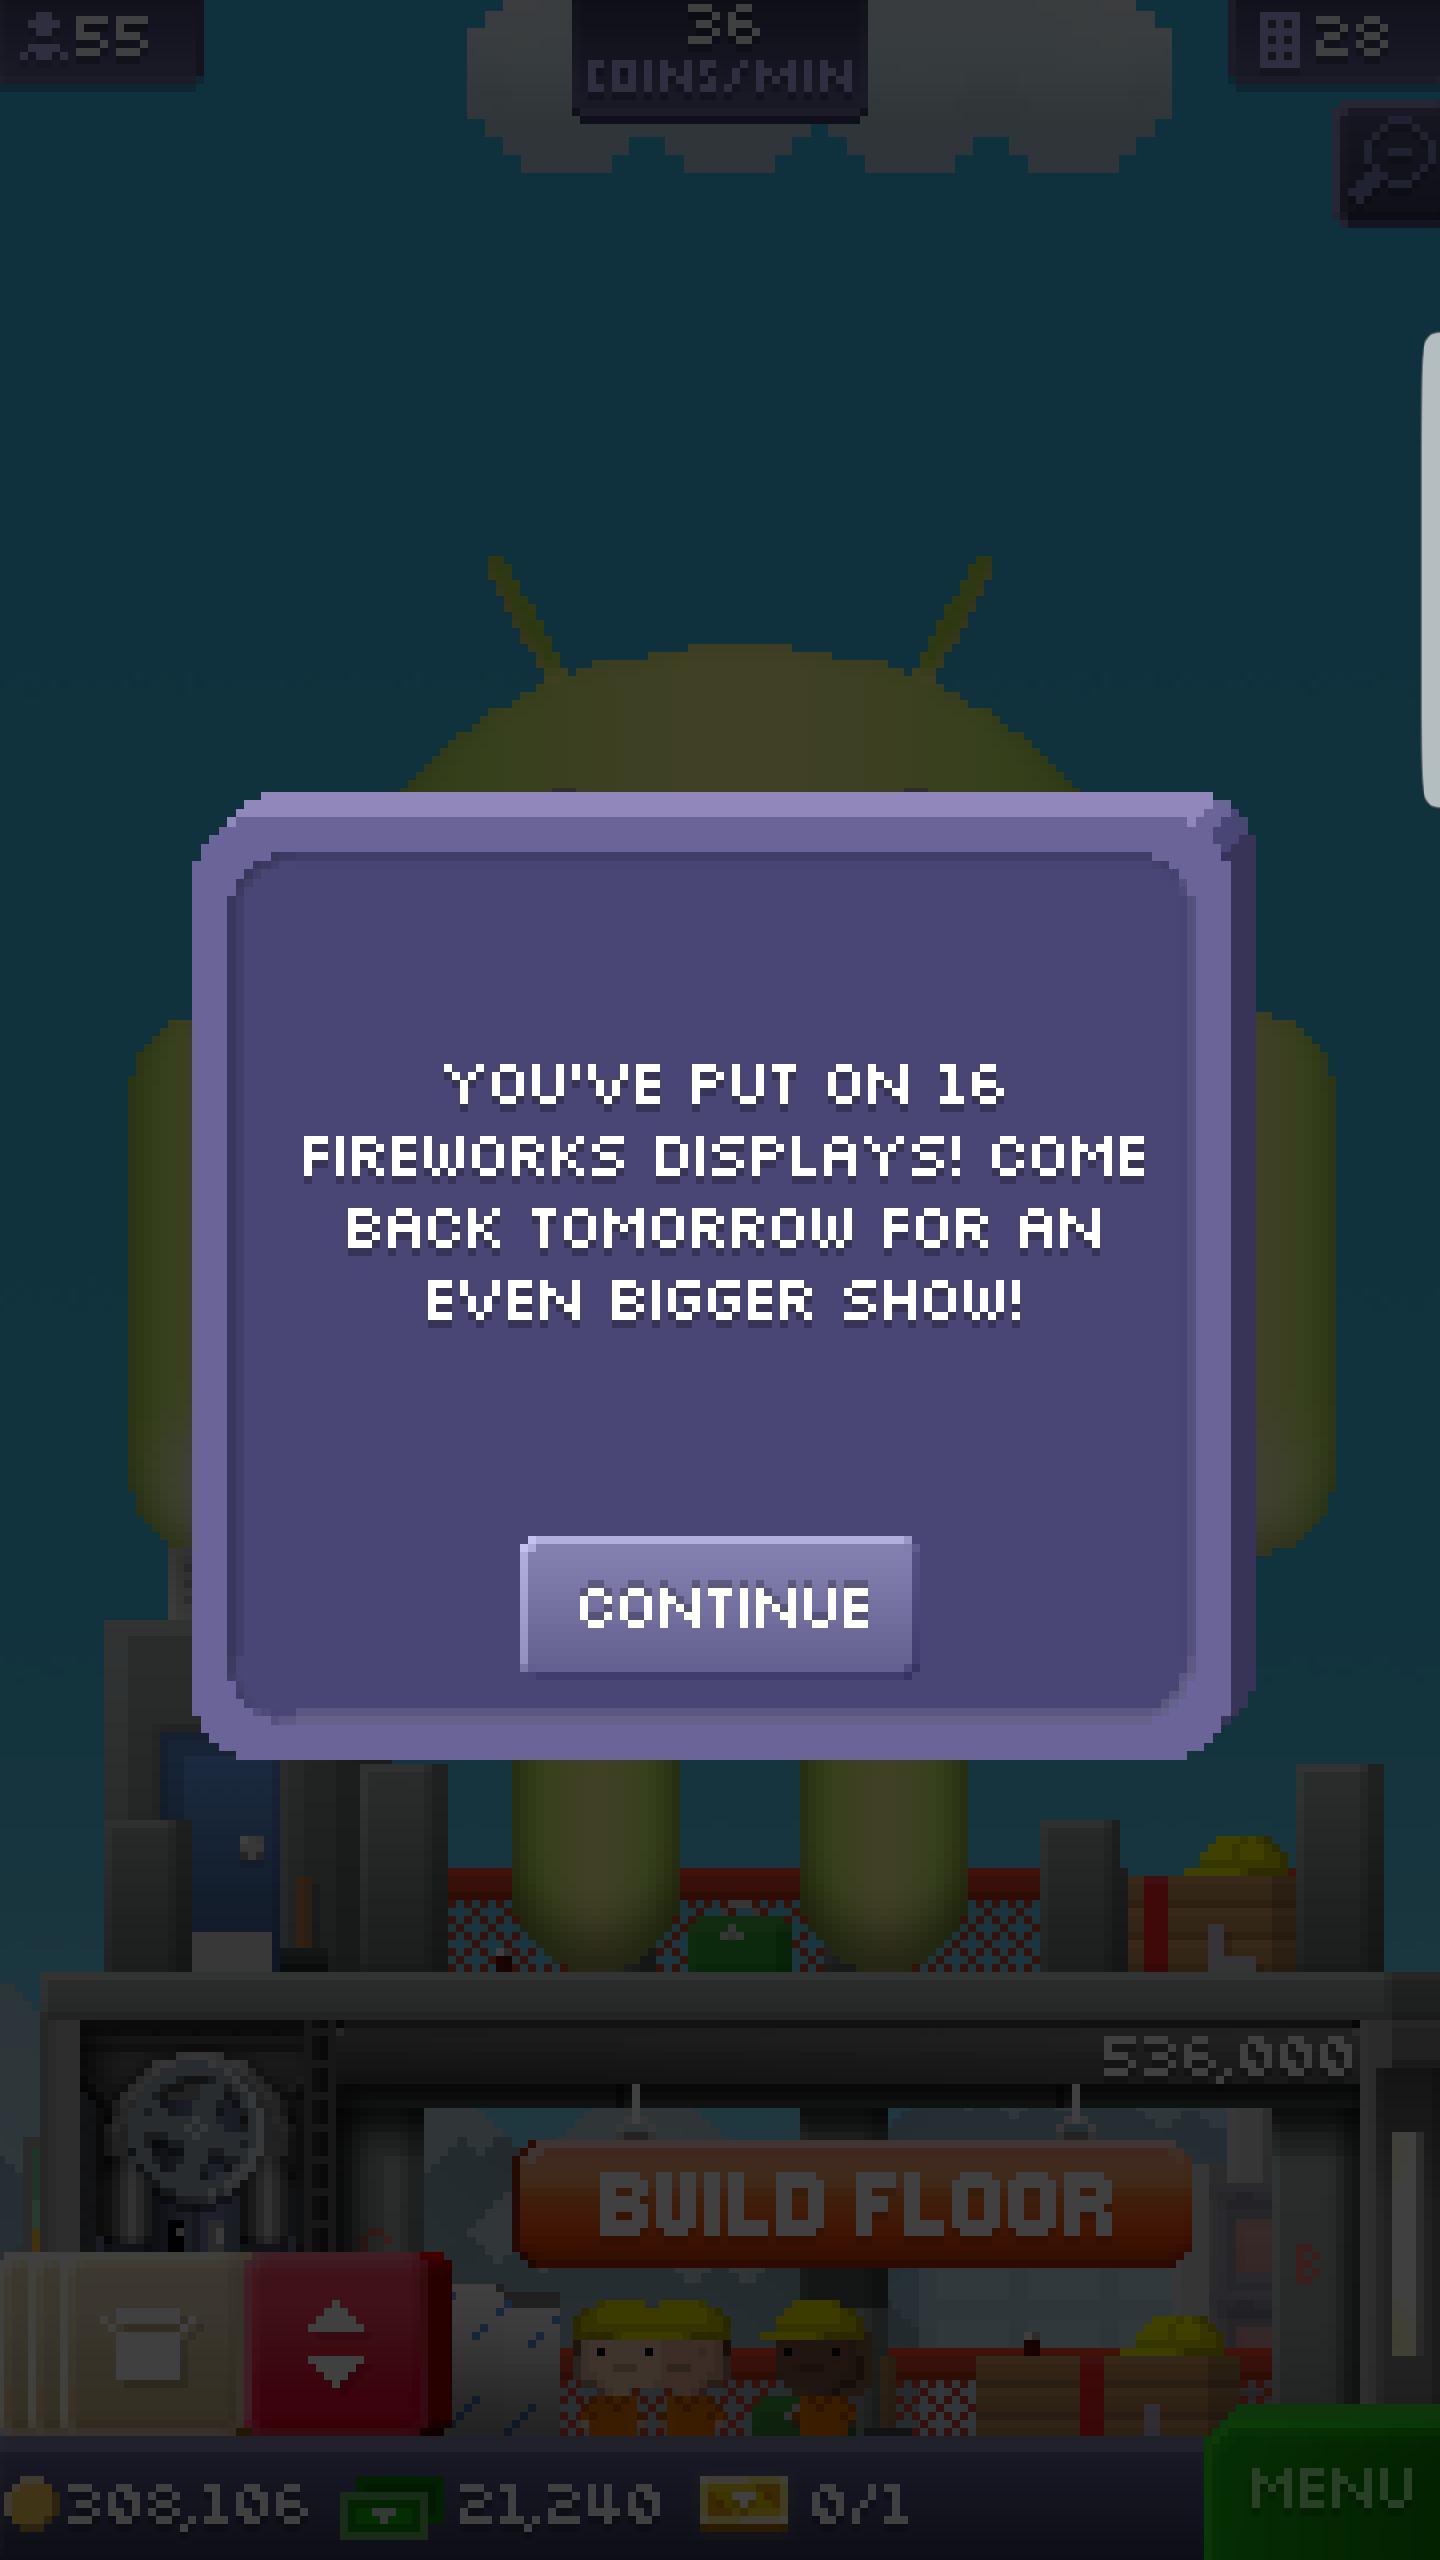 55
36
COINS/MIN
28
YOU'VE PUT ON 16
FIREWORKS DISPLAYS! COME
BACK TOMORROW FOR AN
EVEN BIGGER SHOW!
CONTINUE
536,000
BUILD FLOOR
B
308,106
21,240
0/1
MENU